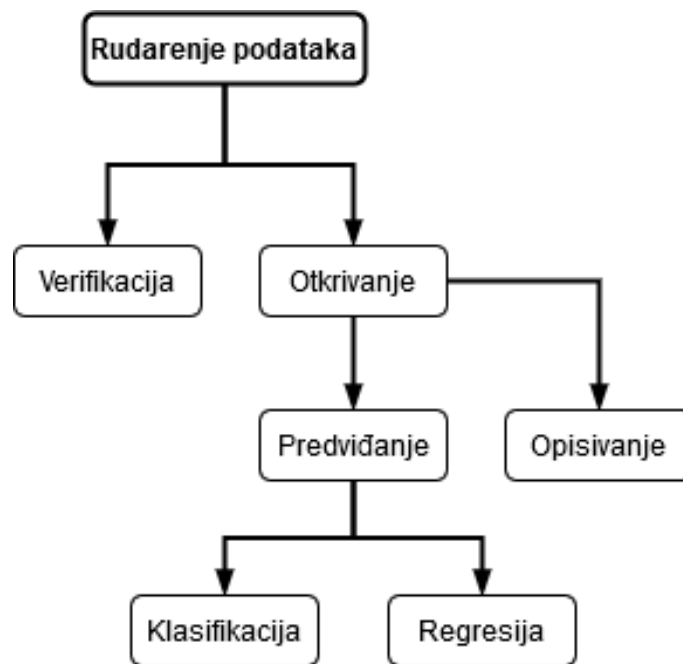 Rudarenje podataka
Verifikacija
Otkrivanje
Predviđanje
Opisivanje
Klasifikacija
Regresija